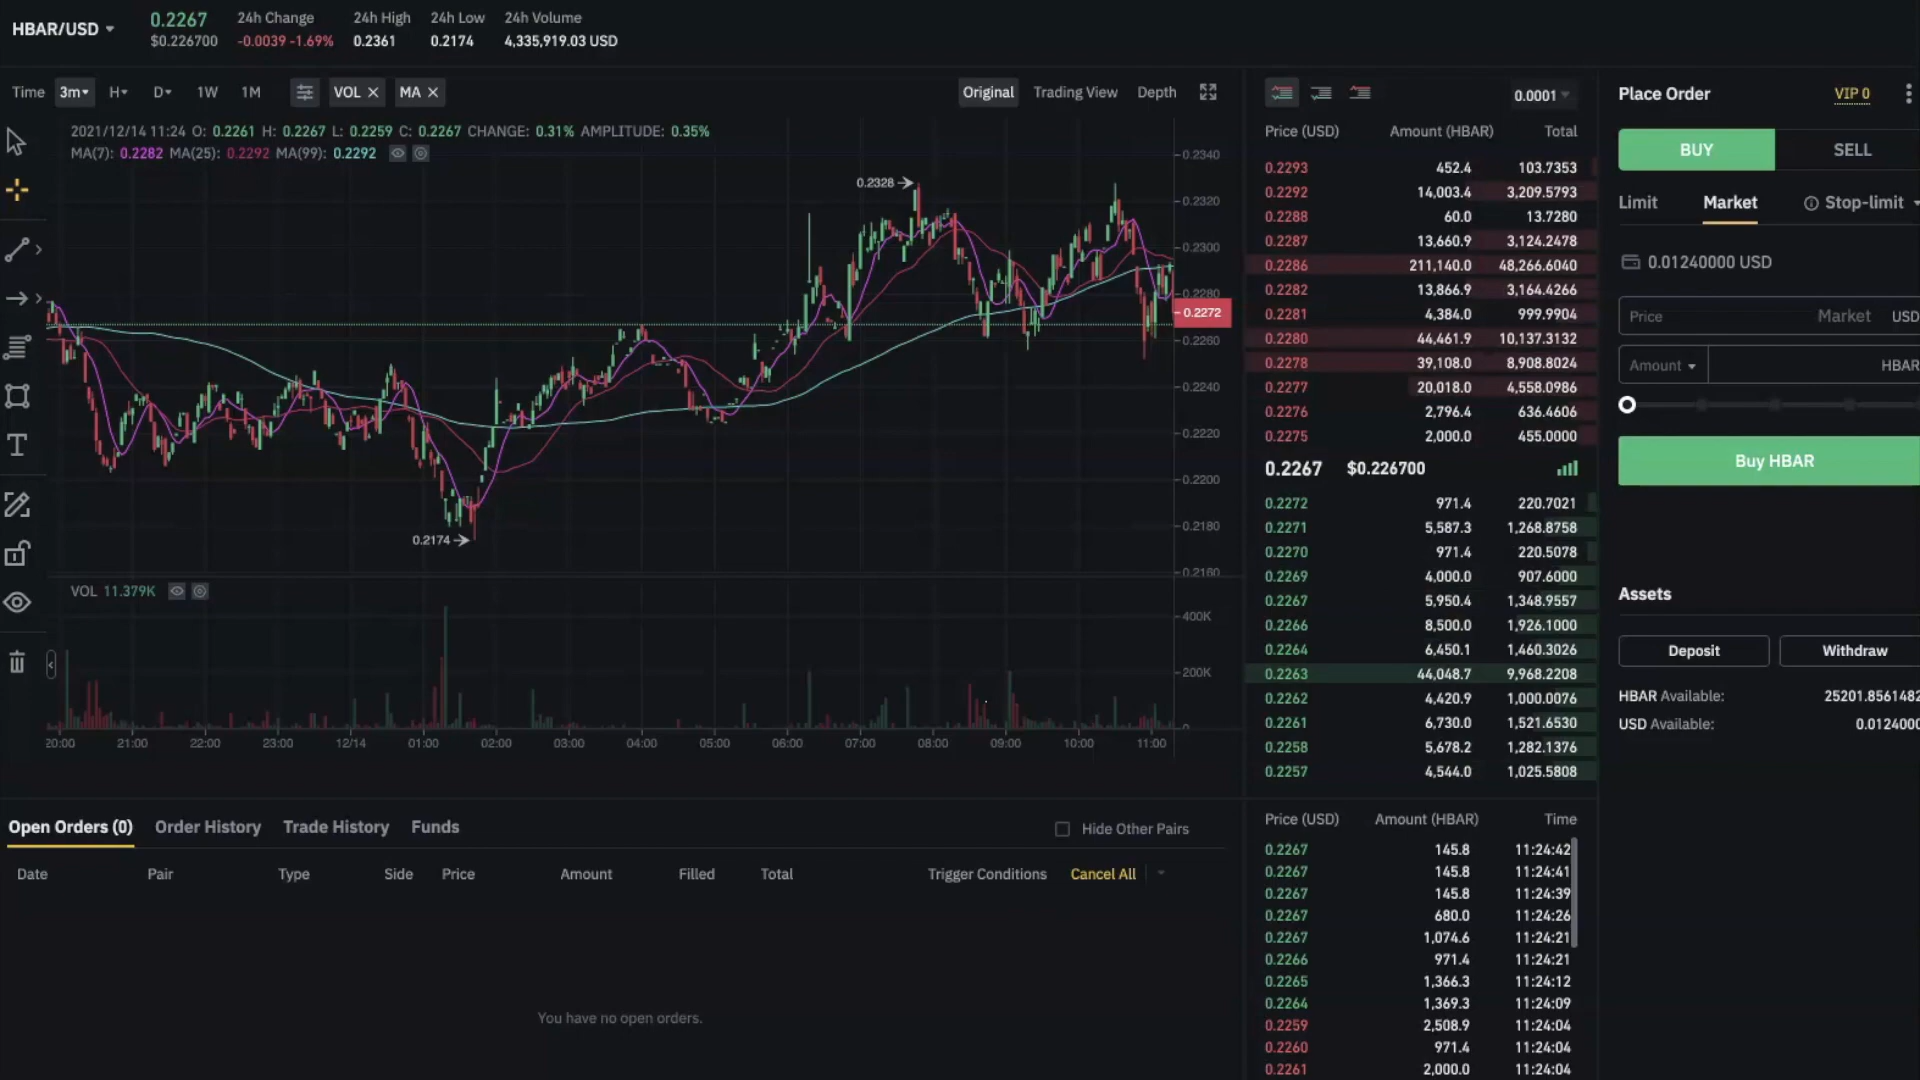 HBAR/USD
0.2267
$0.226700
24h Change
-0.0039 -1.69%
24h High
0.2361
24h Low
0.2174
24h Volume
4,335,919.03 USD
Time 3m H D 1W 1M VOL MA
Original Trading View Depth
2021/12/14 11:24 O: 0.2261 H: 0.2267 L: 0.2259 C: 0.2267 CHANGE: 0.31% AMPLITUDE: 0.35%
MA(7): 0.2282 MA(25): 0.2292 MA(99): 0.2292
0.2328
0.2174
0.2340
0.2320
0.2300
0.2280
0.2272
0.2260
0.2240
0.2220
0.2200
0.2180
0.2160
VOL 11.379K
400K
200K
0
20:00 21:00 22:00 23:00 12/14 01:00 02:00 03:00 04:00 05:00 06:00 07:00 08:00 09:00 10:00 11:00
0.0001
Price (USD) Amount (HBAR) Total
0.2293 452.4 103.7353
0.2292 14,003.4 3,209.5793
0.2288 60.0 13.7280
0.2287 13,660.9 3,124.2478
0.2286 211,140.0 48,266.6040
0.2282 13,866.9 3,164.4266
0.2281 4,384.0 999.9904
0.2280 44,461.9 10,137.3132
0.2278 39,108.0 8,908.8024
0.2277 20,018.0 4,558.0986
0.2276 2,796.4 636.4606
0.2275 2,000.0 455.0000
0.2267 $0.226700
0.2272 971.4 220.7021
0.2271 5,587.3 1,268.8758
0.2270 971.4 220.5078
0.2269 4,000.0 907.6000
0.2267 5,950.4 1,348.9557
0.2266 8,500.0 1,926.1000
0.2264 6,450.1 1,460.3026
0.2263 44,048.7 9,968.2208
0.2262 4,420.9 1,000.0076
0.2261 6,730.0 1,521.6530
0.2258 5,678.2 1,282.1376
0.2257 4,544.0 1,025.5808
Price (USD) Amount (HBAR) Time
0.2267 145.8 11:24:42
0.2267 145.8 11:24:41
0.2267 145.8 11:24:39
0.2267 680.0 11:24:26
0.2267 1,074.6 11:24:21
0.2266 971.4 11:24:21
0.2265 1,366.3 11:24:12
0.2264 1,369.3 11:24:09
0.2259 2,508.9 11:24:04
0.2260 971.4 11:24:04
0.2261 2,000.0 11:24:04
Place Order VIP 0
BUY SELL
Limit Market Stop-limit
0.01240000 USD
Price Market USD
Amount HBAR
Buy HBAR
Assets
Deposit Withdraw
HBAR Available: 25201.8561482
USD Available: 0.0124000
Open Orders (0) Order History Trade History Funds
Hide Other Pairs
Date Pair Type Side Price Amount Filled Total Trigger Conditions Cancel All
You have no open orders.